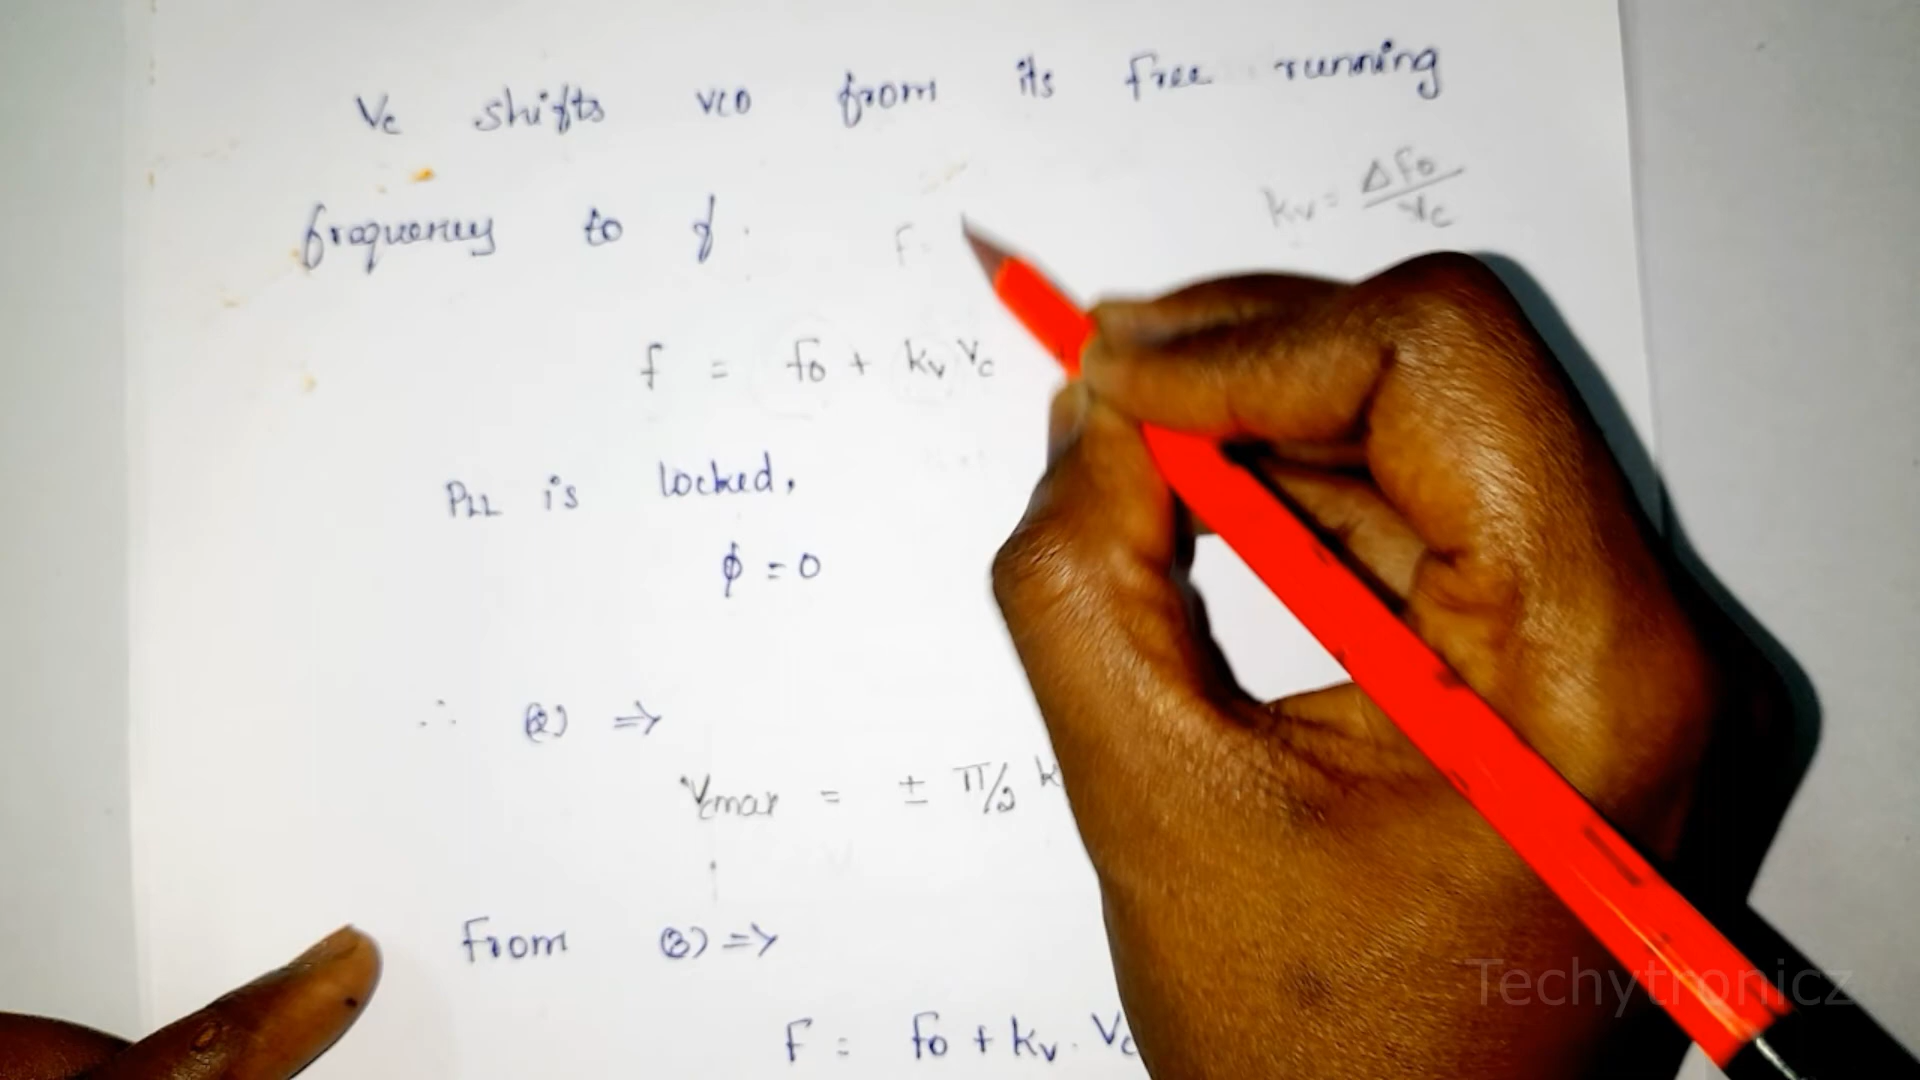 Vc shifts VCO from its free running
Kv = Δfo / Vc
frequency to f.
F =
f = fo + Kv Vc
PLL is locked,
ϕ = 0
∴ (2) ⇒
Vcmax = ± π/2 K
From (3) ⇒
F = fo + Kv . Vc
Techytronicz